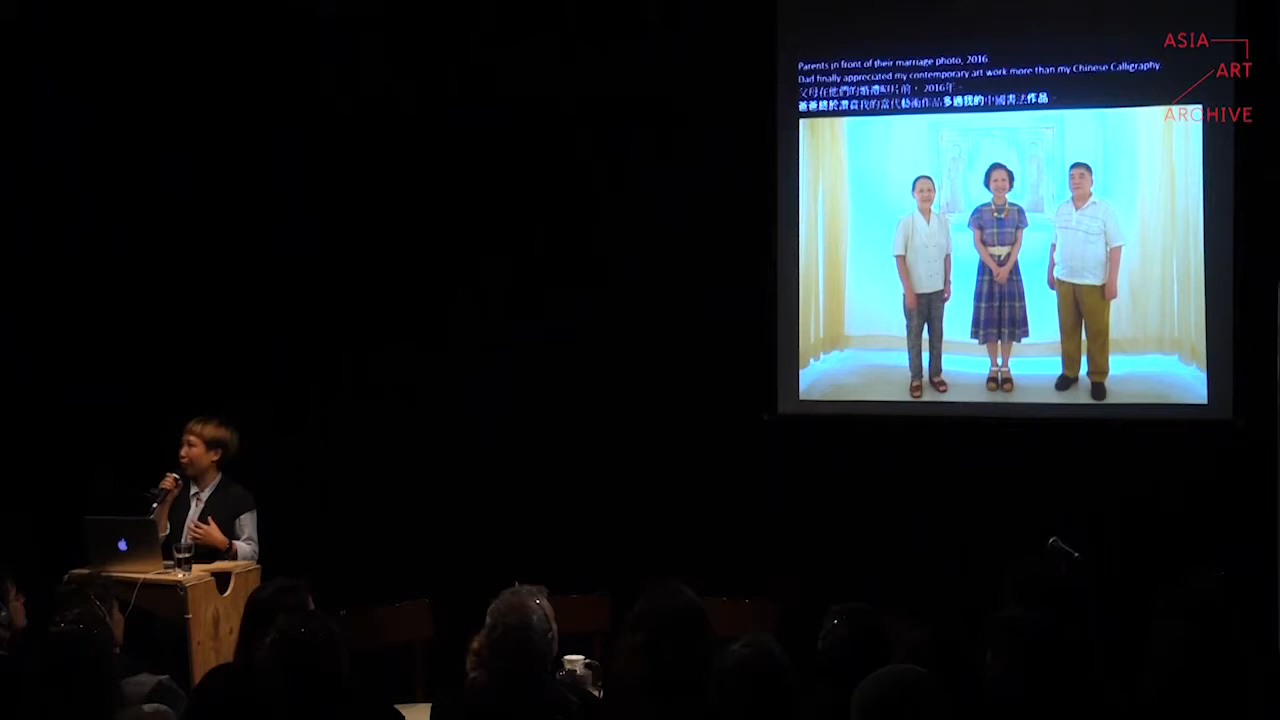 Parents in front of their marriage photo, 2016
Dad finally appreciated my contemporary art work more than my Chinese Calligraphy.
父母在他們的婚禮照片前，2016年。
爸爸終於讚賞我的當代藝術作品多過我的中國書法作品。
ASIA
ART
ARCHIVE